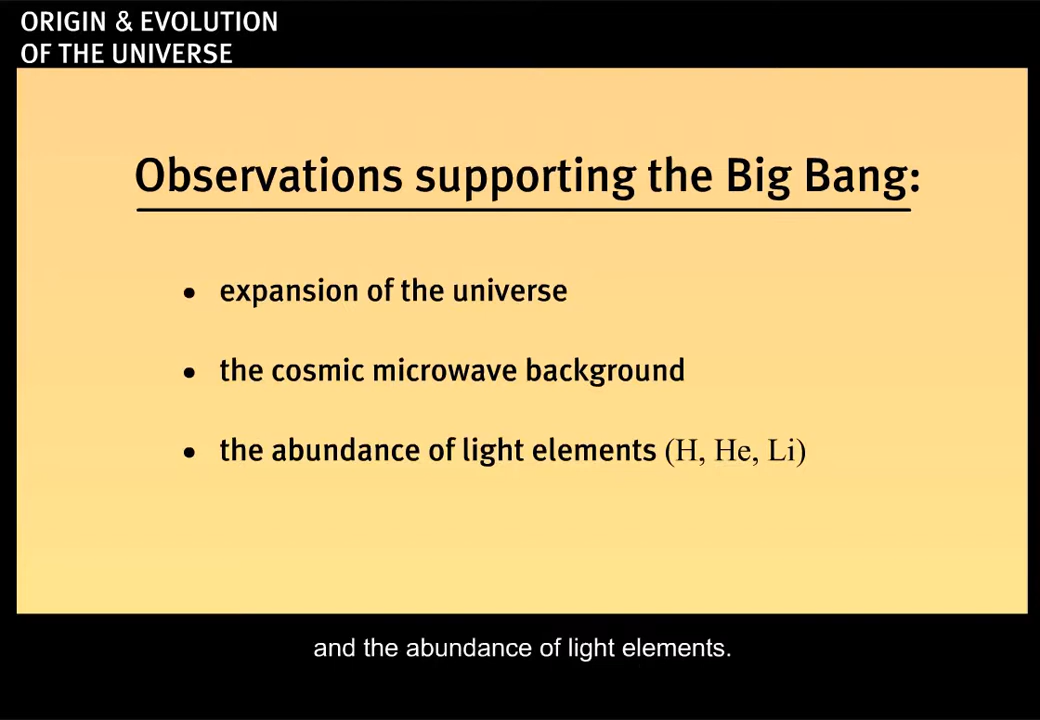 ORIGIN & EVOLUTION
OF THE UNIVERSE
Observations supporting the Big Bang:
• expansion of the universe
• the cosmic microwave background
• the abundance of light elements (H, He, Li)
and the abundance of light elements.